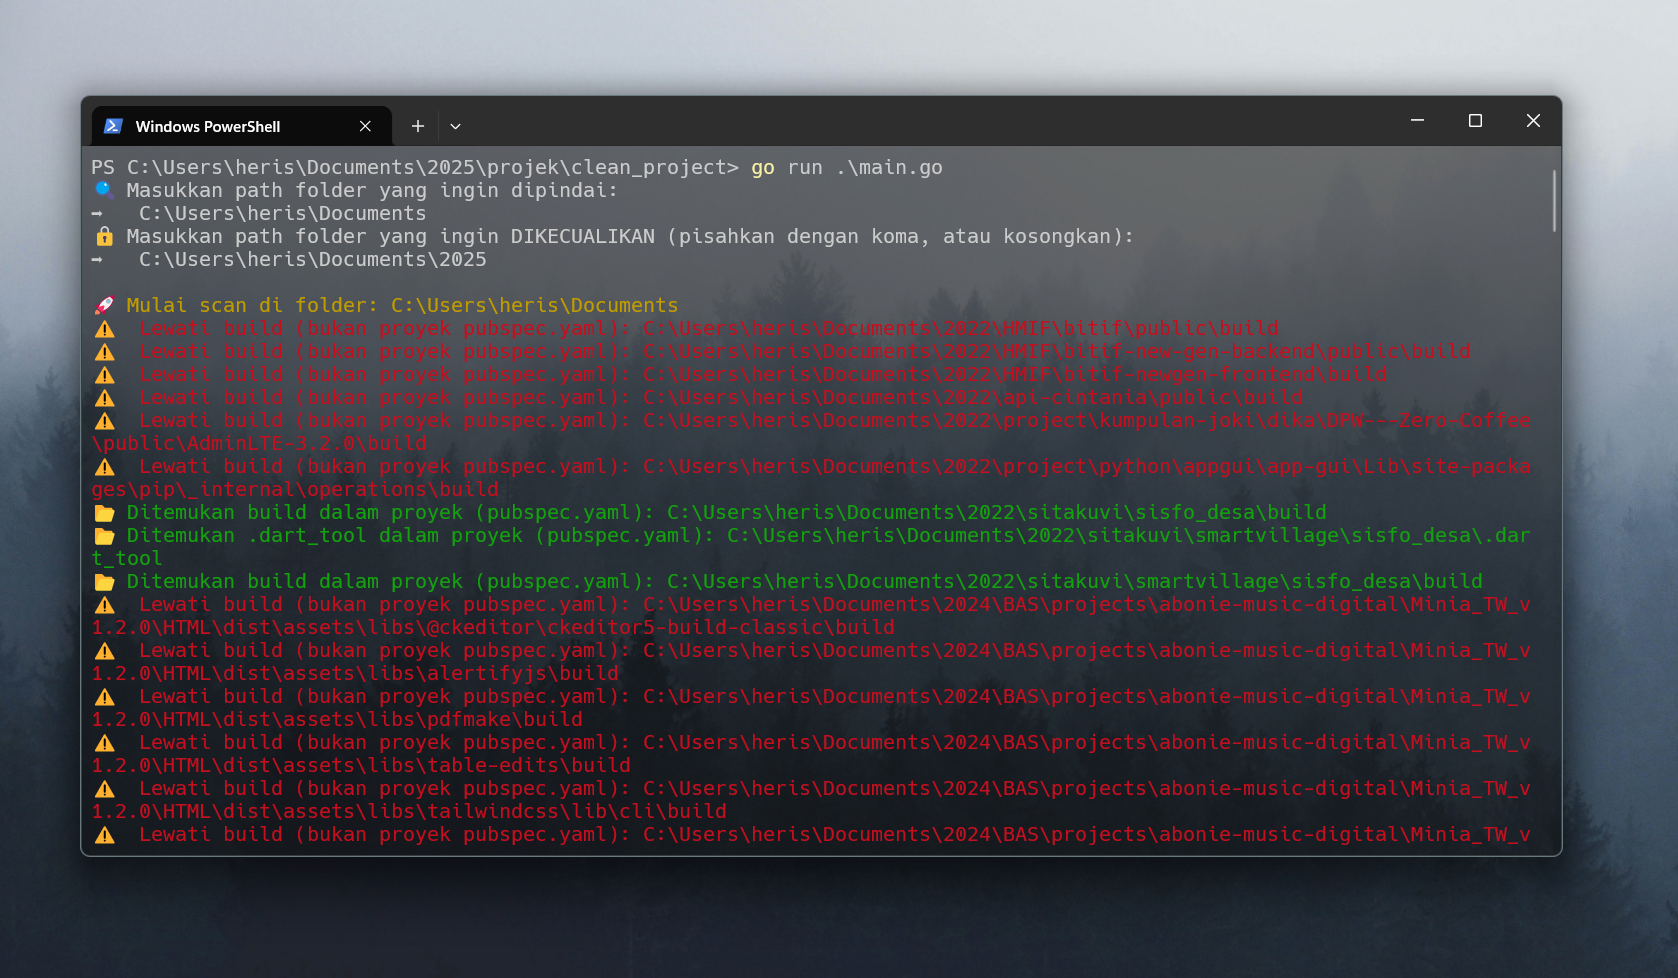 Windows PowerShell
PS C:\Users\heris\Documents\2025\projek\clean_project> go run .\main.go
🔍 Masukkan path folder yang ingin dipindai:
➡ C:\Users\heris\Documents
🔒 Masukkan path folder yang ingin DIKECUALIKAN (pisahkan dengan koma, atau kosongkan):
➡ C:\Users\heris\Documents\2025
🚀 Mulai scan di folder: C:\Users\heris\Documents
⚠ Lewati build (bukan proyek pubspec.yaml): C:\Users\heris\Documents\2022\HMIF\bitif\public\build
⚠ Lewati build (bukan proyek pubspec.yaml): C:\Users\heris\Documents\2022\HMIF\bitif-new-gen-backend\public\build
⚠ Lewati build (bukan proyek pubspec.yaml): C:\Users\heris\Documents\2022\HMIF\bitif-newgen-frontend\build
⚠ Lewati build (bukan proyek pubspec.yaml): C:\Users\heris\Documents\2022\api-cintania\public\build
⚠ Lewati build (bukan proyek pubspec.yaml): C:\Users\heris\Documents\2022\project\kumpulan-joki\dika\DPW---Zero-Coffee
\public\AdminLTE-3.2.0\build
⚠ Lewati build (bukan proyek pubspec.yaml): C:\Users\heris\Documents\2022\project\python\appgui\app-gui\Lib\site-packa
ges\pip\_internal\operations\build
📂 Ditemukan build dalam proyek (pubspec.yaml): C:\Users\heris\Documents\2022\sitakuvi\sisfo_desa\build
📂 Ditemukan .dart_tool dalam proyek (pubspec.yaml): C:\Users\heris\Documents\2022\sitakuvi\smartvillage\sisfo_desa\.dar
t_tool
📂 Ditemukan build dalam proyek (pubspec.yaml): C:\Users\heris\Documents\2022\sitakuvi\smartvillage\sisfo_desa\build
⚠ Lewati build (bukan proyek pubspec.yaml): C:\Users\heris\Documents\2024\BAS\projects\abonie-music-digital\Minia_TW_v
1.2.0\HTML\dist\assets\libs\@ckeditor\ckeditor5-build-classic\build
⚠ Lewati build (bukan proyek pubspec.yaml): C:\Users\heris\Documents\2024\BAS\projects\abonie-music-digital\Minia_TW_v
1.2.0\HTML\dist\assets\libs\alertifyjs\build
⚠ Lewati build (bukan proyek pubspec.yaml): C:\Users\heris\Documents\2024\BAS\projects\abonie-music-digital\Minia_TW_v
1.2.0\HTML\dist\assets\libs\pdfmake\build
⚠ Lewati build (bukan proyek pubspec.yaml): C:\Users\heris\Documents\2024\BAS\projects\abonie-music-digital\Minia_TW_v
1.2.0\HTML\dist\assets\libs\table-edits\build
⚠ Lewati build (bukan proyek pubspec.yaml): C:\Users\heris\Documents\2024\BAS\projects\abonie-music-digital\Minia_TW_v
1.2.0\HTML\dist\assets\libs\tailwindcss\lib\cli\build
⚠ Lewati build (bukan proyek pubspec.yaml): C:\Users\heris\Documents\2024\BAS\projects\abonie-music-digital\Minia_TW_v